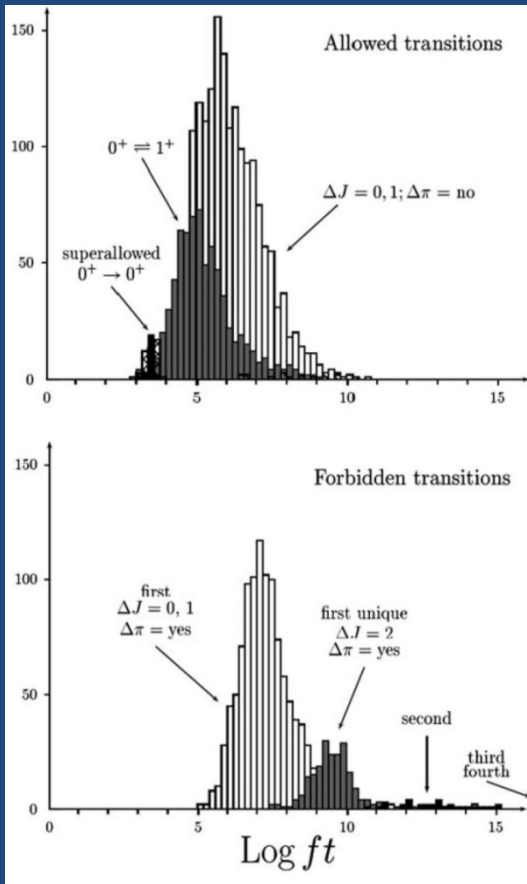 150
Allowed transitions
0⁺ ⇌ 1⁺
100
ΔJ = 0, 1; Δπ = no
superallowed
0⁺ → 0⁺
50
0
0 5 10 15
150
Forbidden transitions
100
first
ΔJ = 0, 1
Δπ = yes
first unique
ΔJ = 2
Δπ = yes
50
second
third
fourth
0
0 5 10 15
Log ft